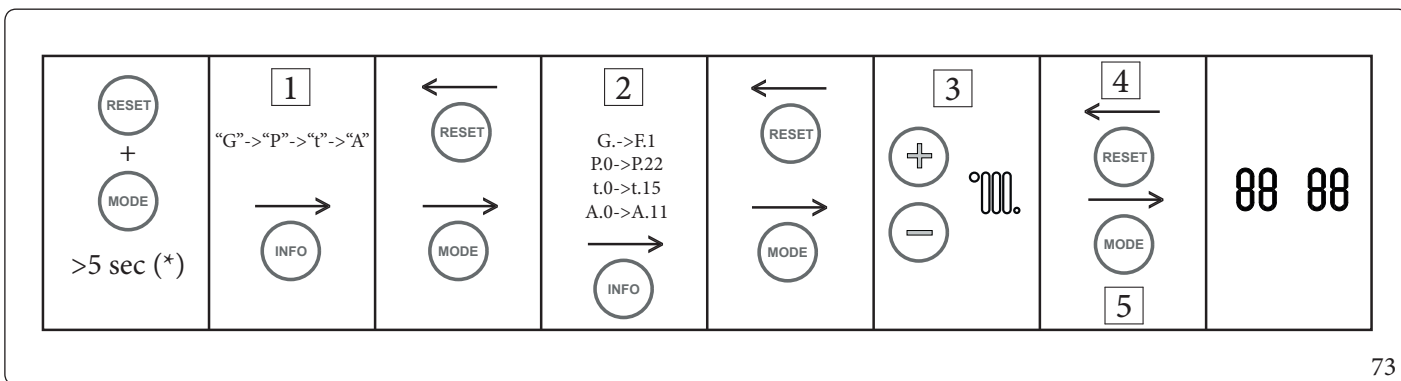 RESET
+
MODE
>5 sec (*)
1
“G”->“P”->“t”->“A”
INFO
RESET
MODE
2
G.->F.1
P.0->P.22
t.0->t.15
A.0->A.11
INFO
RESET
MODE
3
+
−
4
RESET
MODE
5
88 88
73